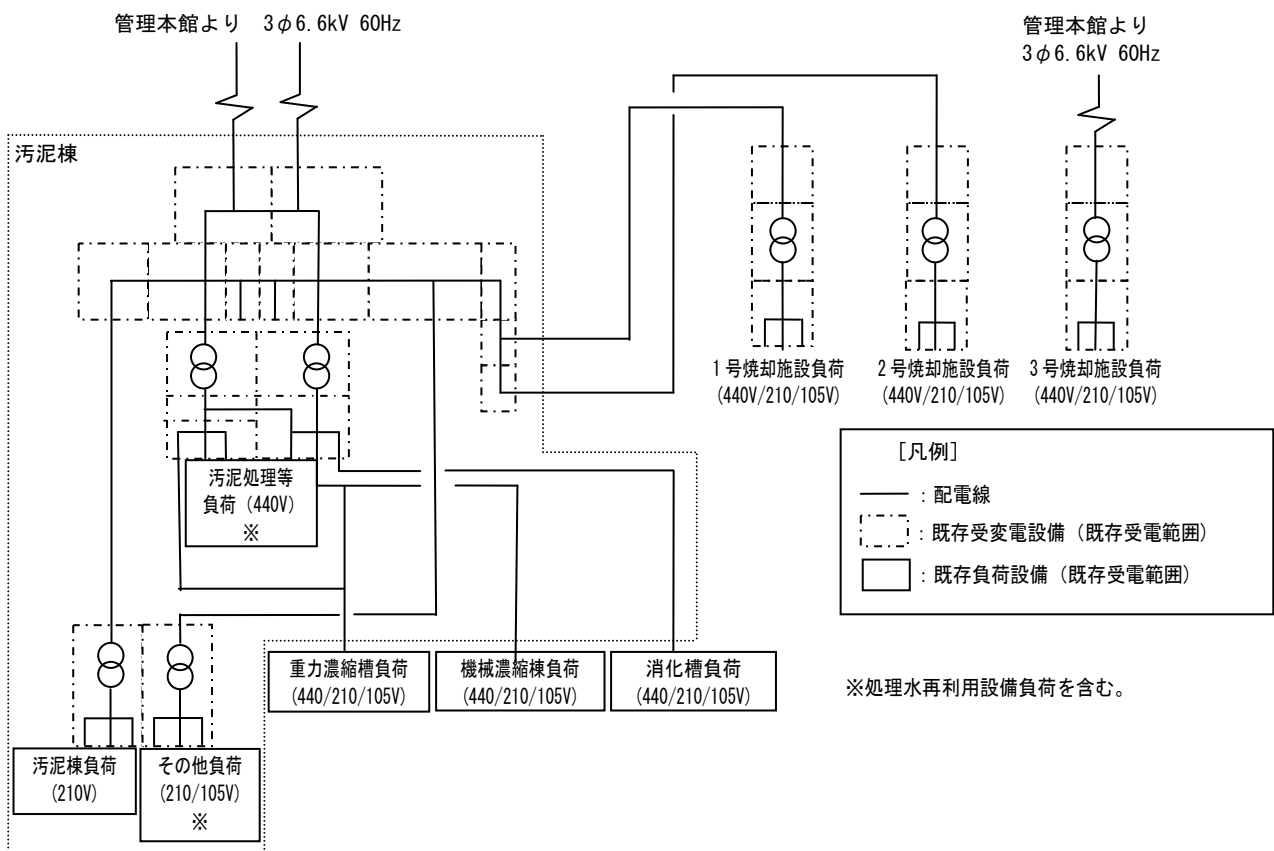 管理本館より 3φ6.6kV 60Hz
管理本館より
3φ6.6kV 60Hz
汚泥棟
1号焼却施設負荷
(440V/210/105V)
2号焼却施設負荷
(440V/210/105V)
3号焼却施設負荷
(440V/210/105V)
[凡例]
：配電線
：既存受変電設備（既存受電範囲）
：既存負荷設備（既存受電範囲）
汚泥処理等
負荷（440V）
※
重力濃縮槽負荷
(440/210/105V)
機械濃縮棟負荷
(440/210/105V)
消化槽負荷
(440/210/105V)
※処理水再利用設備負荷を含む。
汚泥棟負荷
(210V)
その他負荷
(210/105V)
※